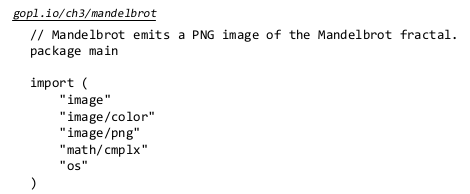 gopl.io/ch3/mandelbrot
// Mandelbrot emits a PNG image of the Mandelbrot fractal.
package main
import (
"image"
"image/color"
"image/png"
"math/cmplx"
"os"
)